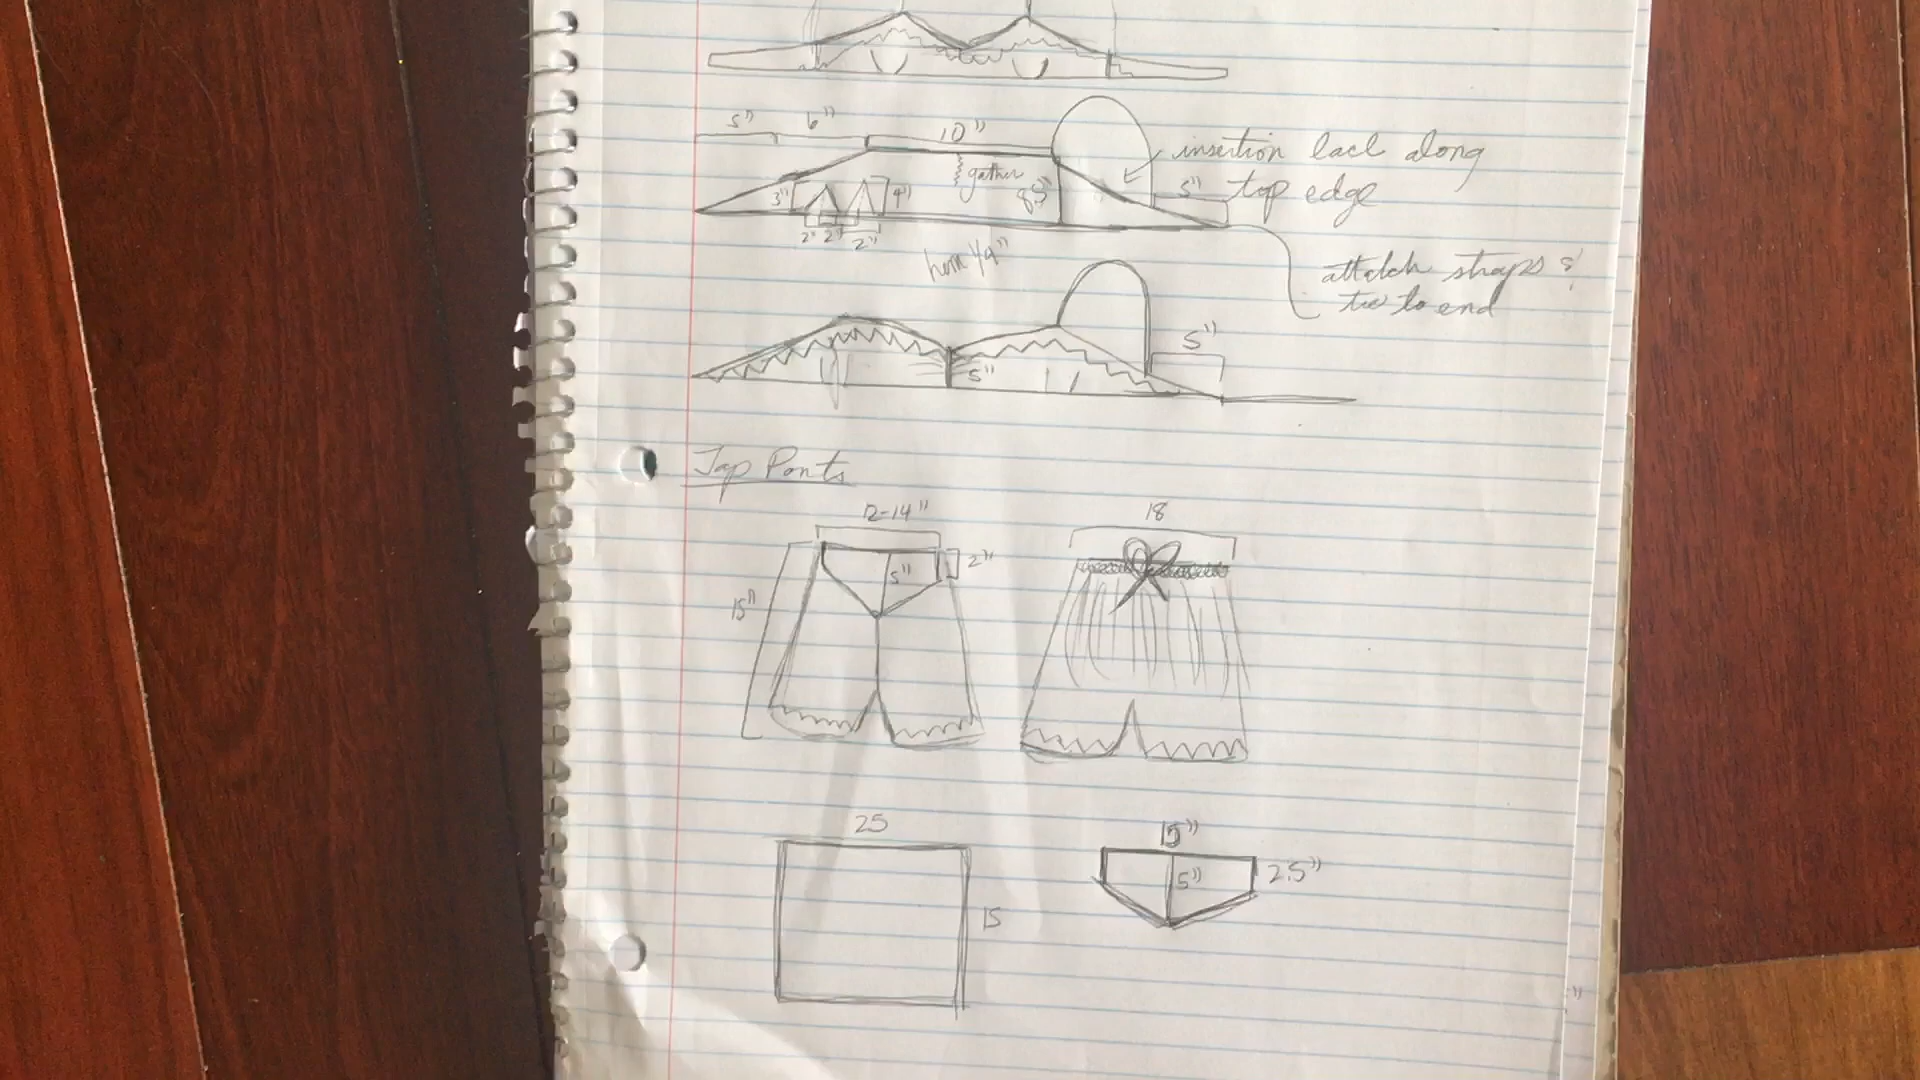 5" 6" 10"
insertion lace along
top edge
gather
3" 4" 5"
2" 2" 2"
hem 1/4"
attatch straps &
tie to end
5"
5"
Tap Pants
12-14" 18
5" 2"
15"
25 15"
5" 2.5"
15